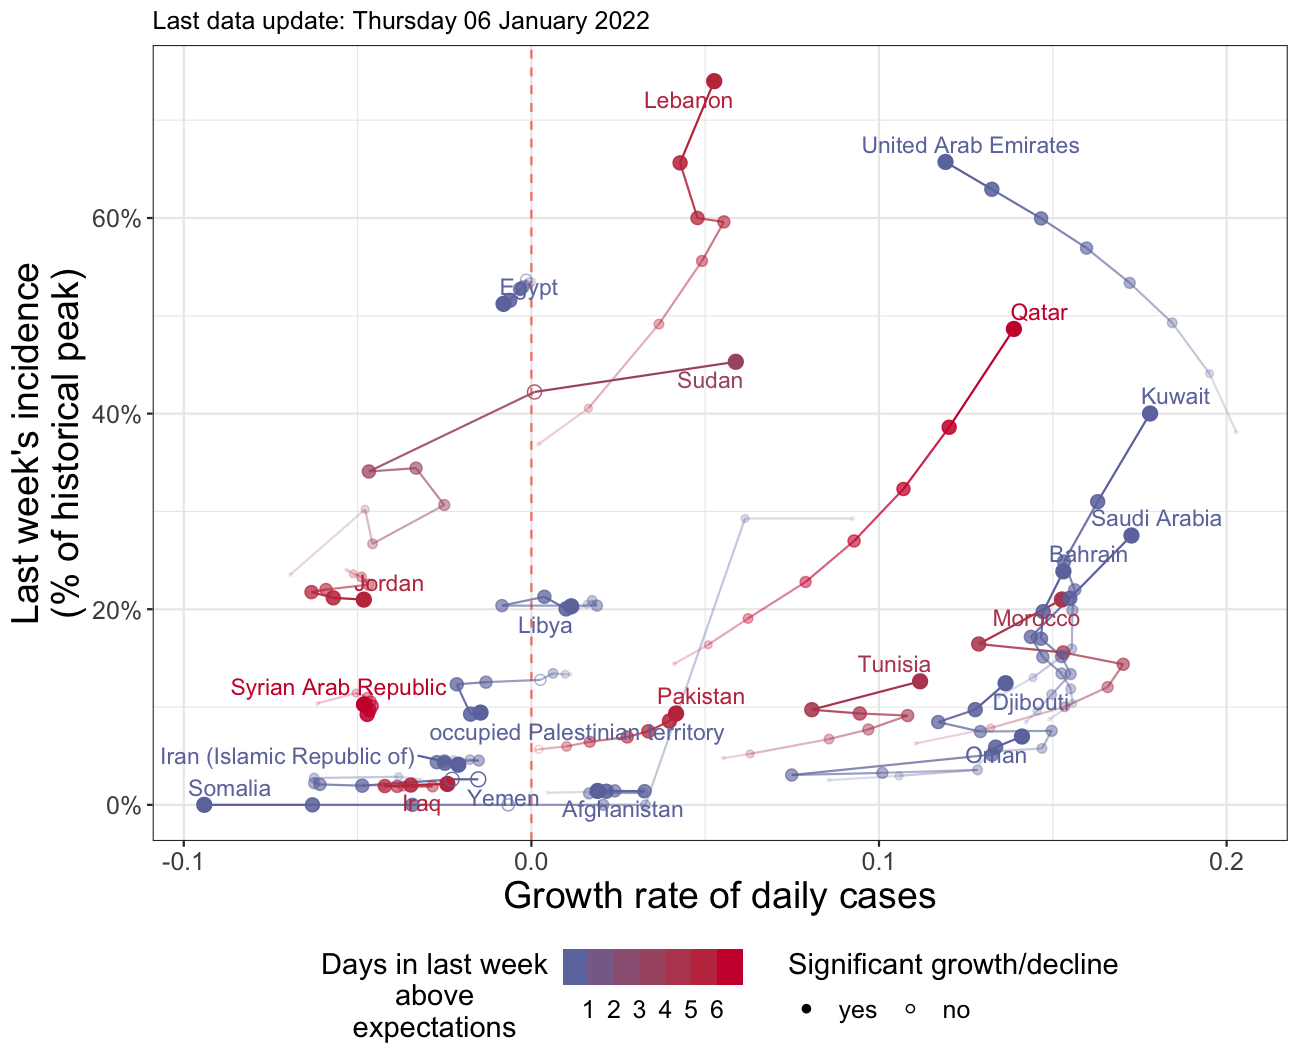 Last data update: Thursday 06 January 2022
Last week's incidence
(% of historical peak)
60%
40%
20%
0%
Lebanon
United Arab Emirates
Egypt
Qatar
Sudan
Kuwait
Saudi Arabia
Bahrain
Jordan
Morocco
Libya
Tunisia
Syrian Arab Republic
Pakistan
Djibouti
occupied Palestinian territory
Iran (Islamic Republic of)
Oman
Somalia
Iraq
Yemen
Afghanistan
-0.1
0.0
0.1
0.2
Growth rate of daily cases
Days in last week
above
expectations
1 2 3 4 5 6
Significant growth/decline
yes
no